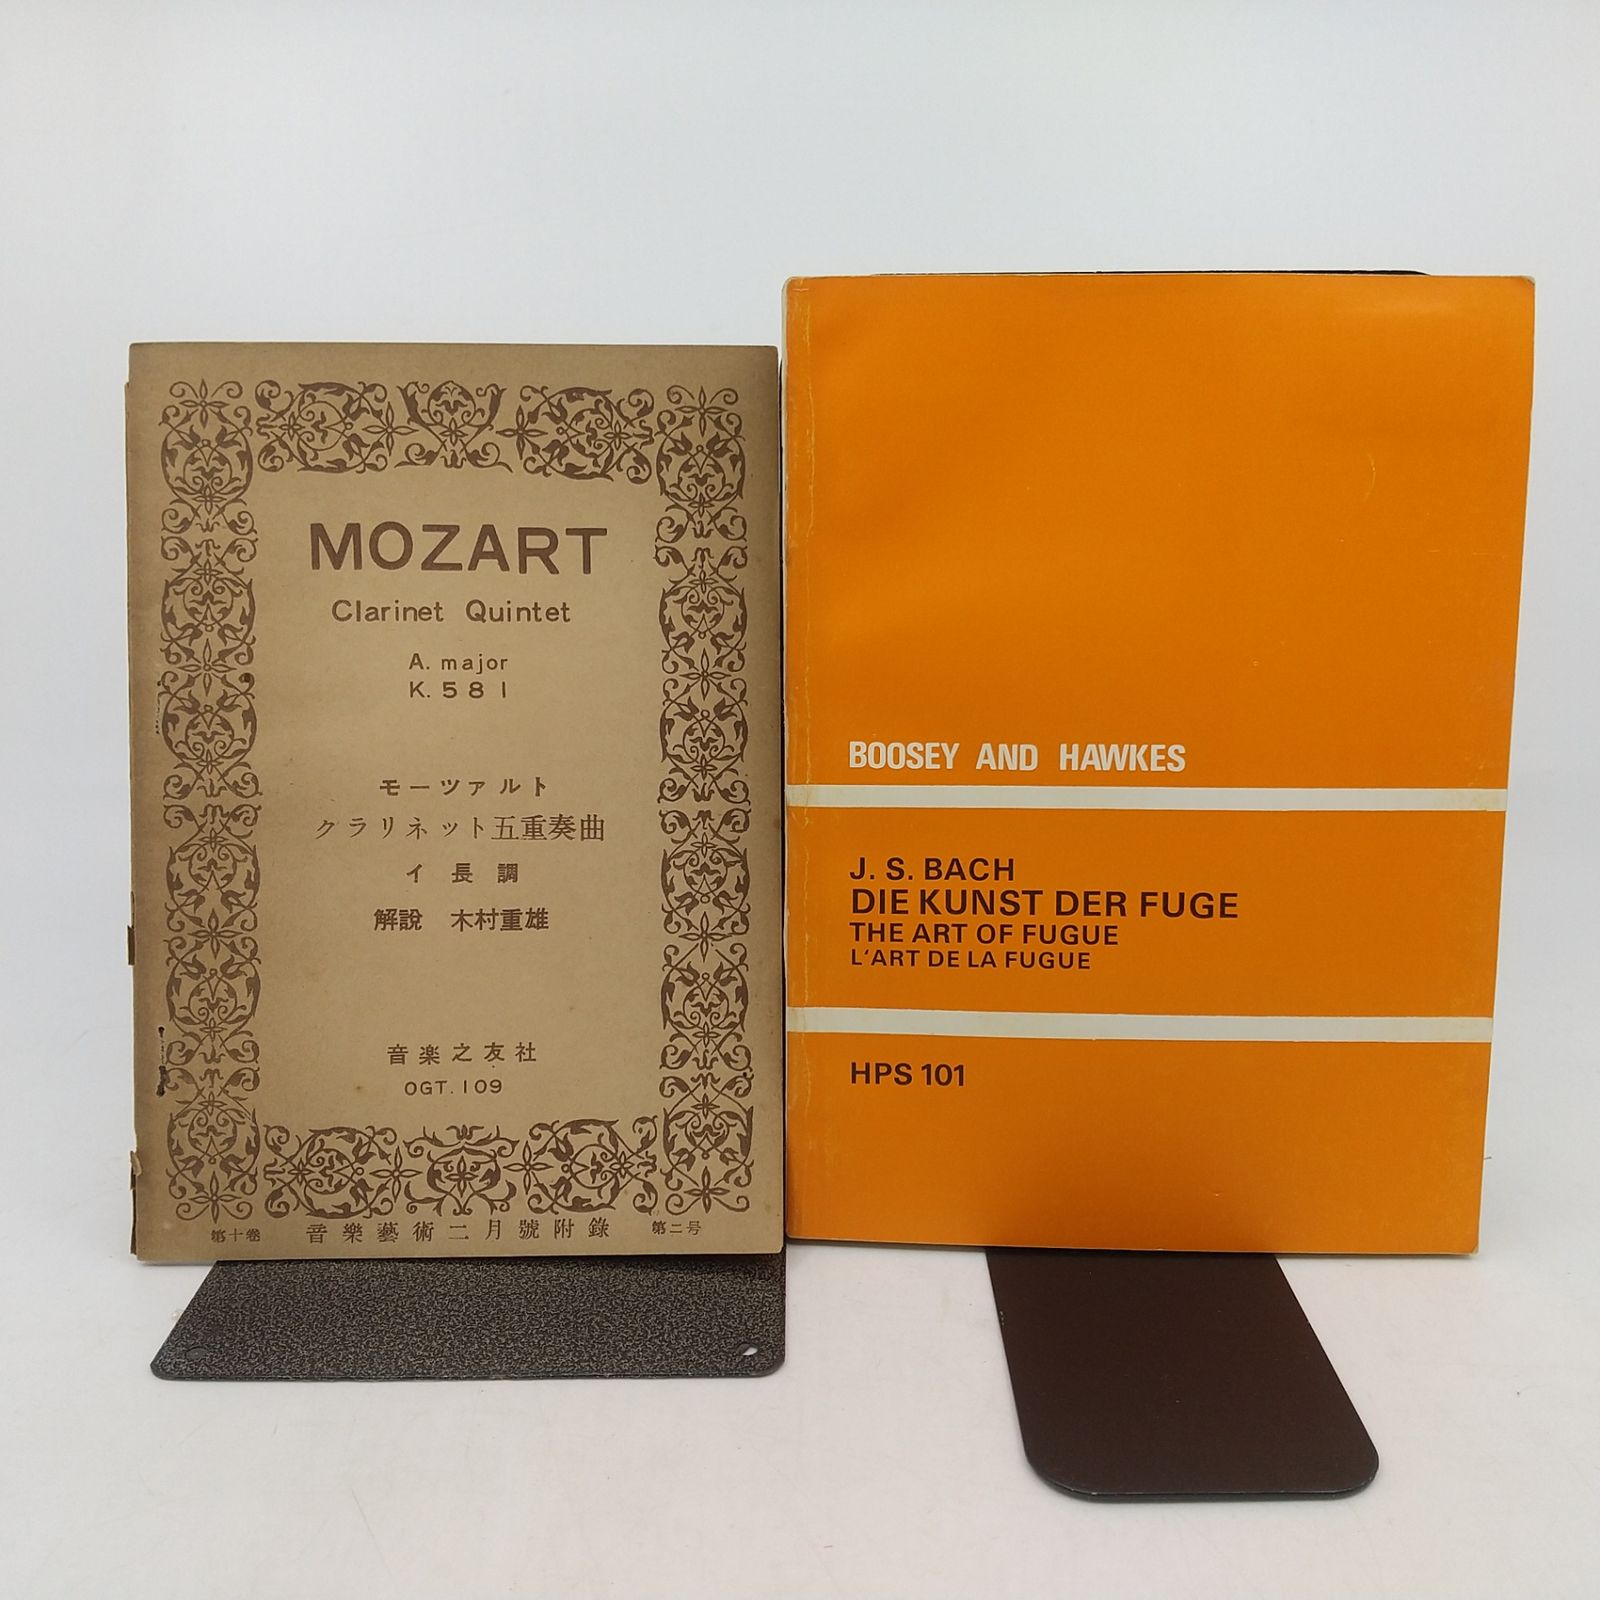 MOZART
Clarinet Quintet
A. major
K. 581
モーツァルト
クラリネット五重奏曲
イ長調
解說 木村重雄
音楽之友社
OGT. 109
第十巻 音樂藝術二月號附錄 第二号
BOOSEY AND HAWKES
J. S. BACH
DIE KUNST DER FUGE
THE ART OF FUGUE
L'ART DE LA FUGUE
HPS 101